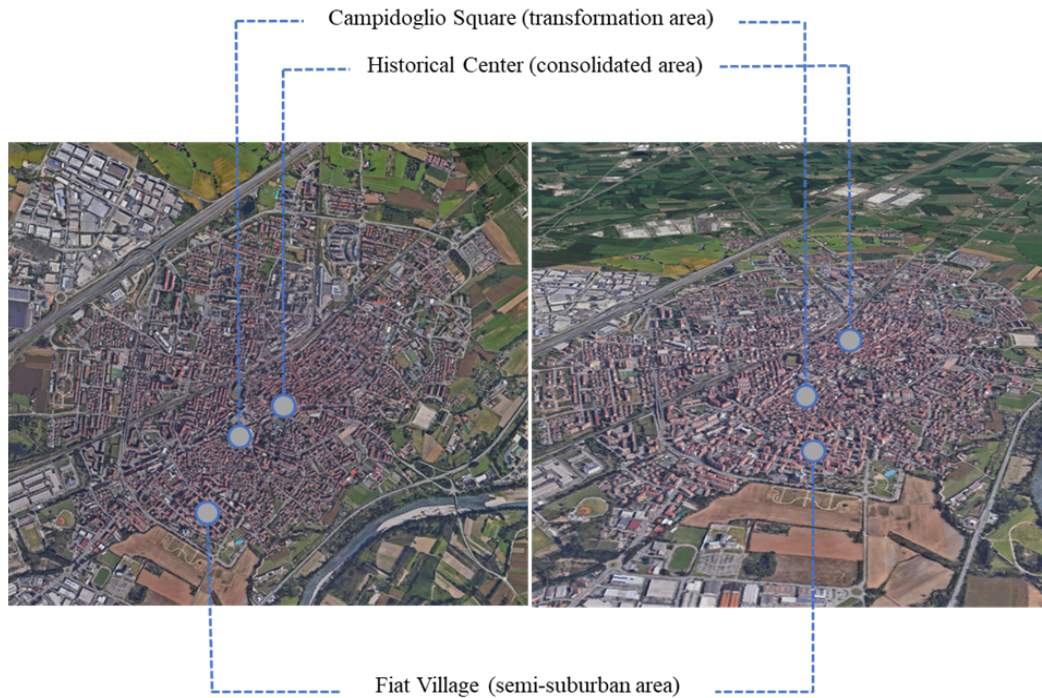 Campidoglio Square (transformation area)
Historical Center (consolidated area)
Fiat Village (semi-suburban area)